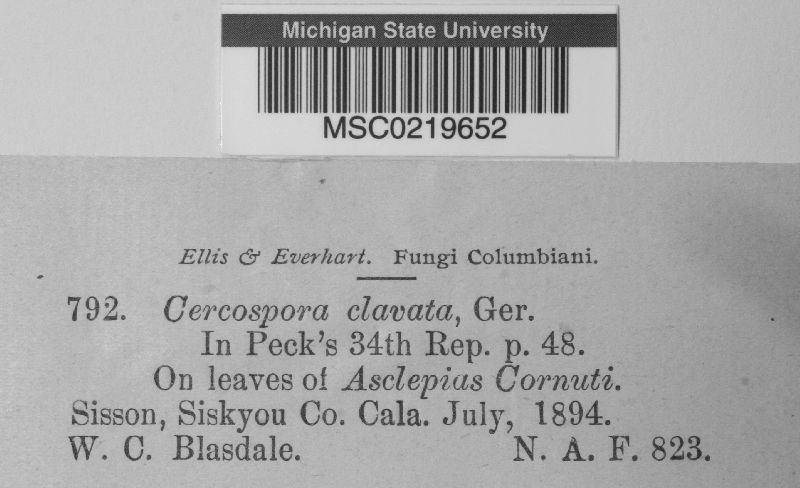 Michigan State University
MSC0219652
Ellis & Everhart. Fungi Columbiani.
792. Cercospora clavata, Ger.
In Peck's 34th Rep. p. 48.
On leaves of Asclepias Cornuti.
Sisson, Siskyou Co. Cala. July, 1894.
W. C. Blasdale. N. A. F. 823.